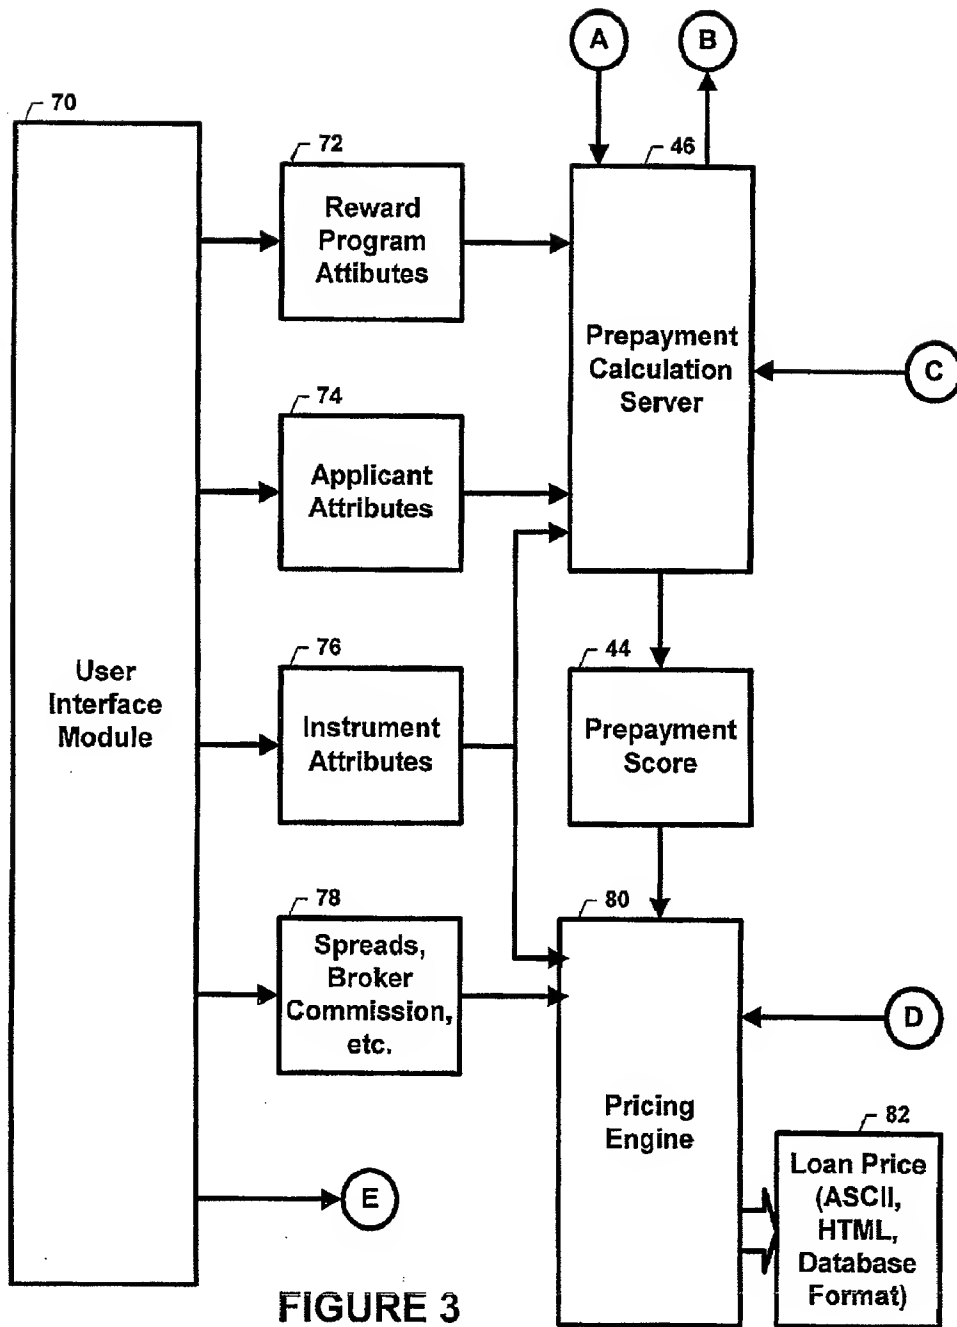 A
B
70
72
46
Reward
Program
Attibutes
Prepayment
Calculation
Server
C
74
Applicant
Attributes
76
44
User
Interface
Module
Instrument
Attributes
Prepayment
Score
78
80
Spreads,
Broker
Commission,
etc.
D
Pricing
Engine
82
Loan Price
(ASCII,
HTML,
Database
Format)
E
FIGURE 3